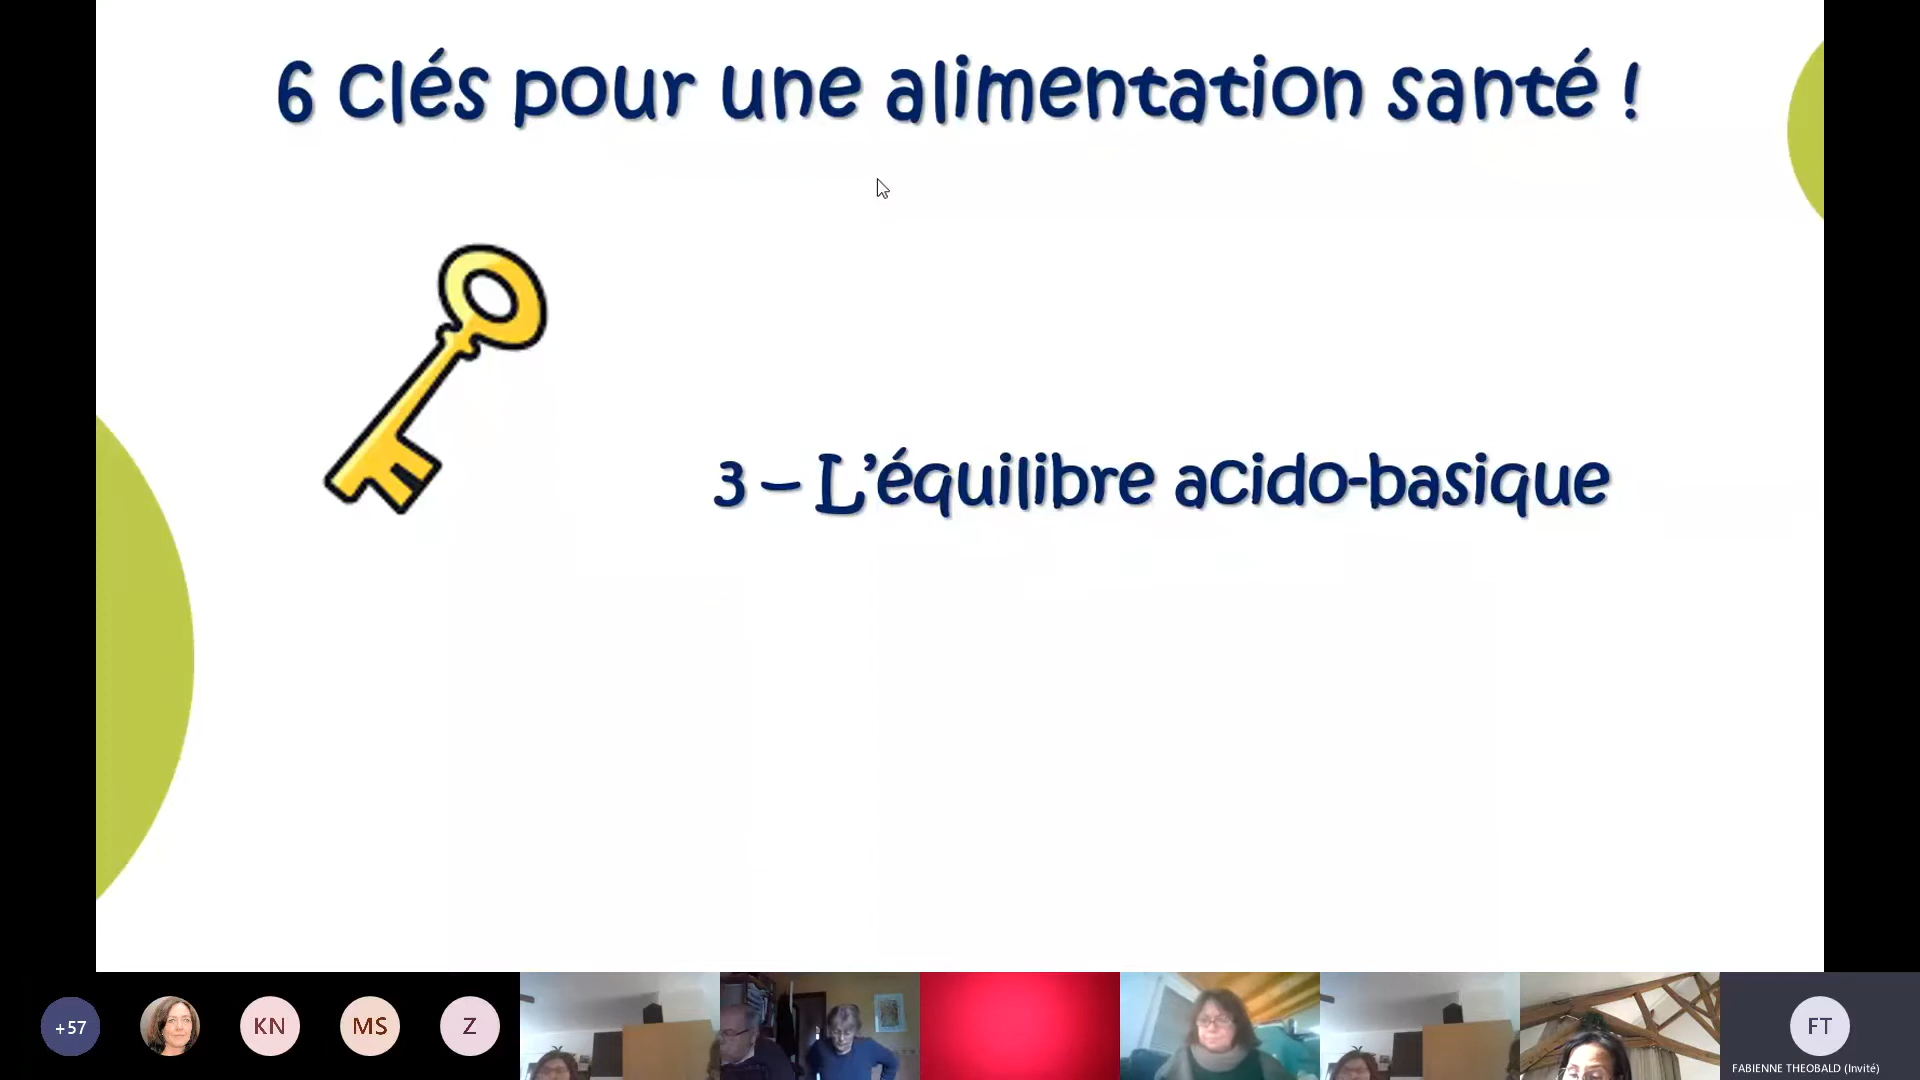 6 clés pour une alimentation santé !
3 – L'équilibre acido-basique
+57
KN
MS
Z
FT
FABIENNE THEOBALD (Invité)